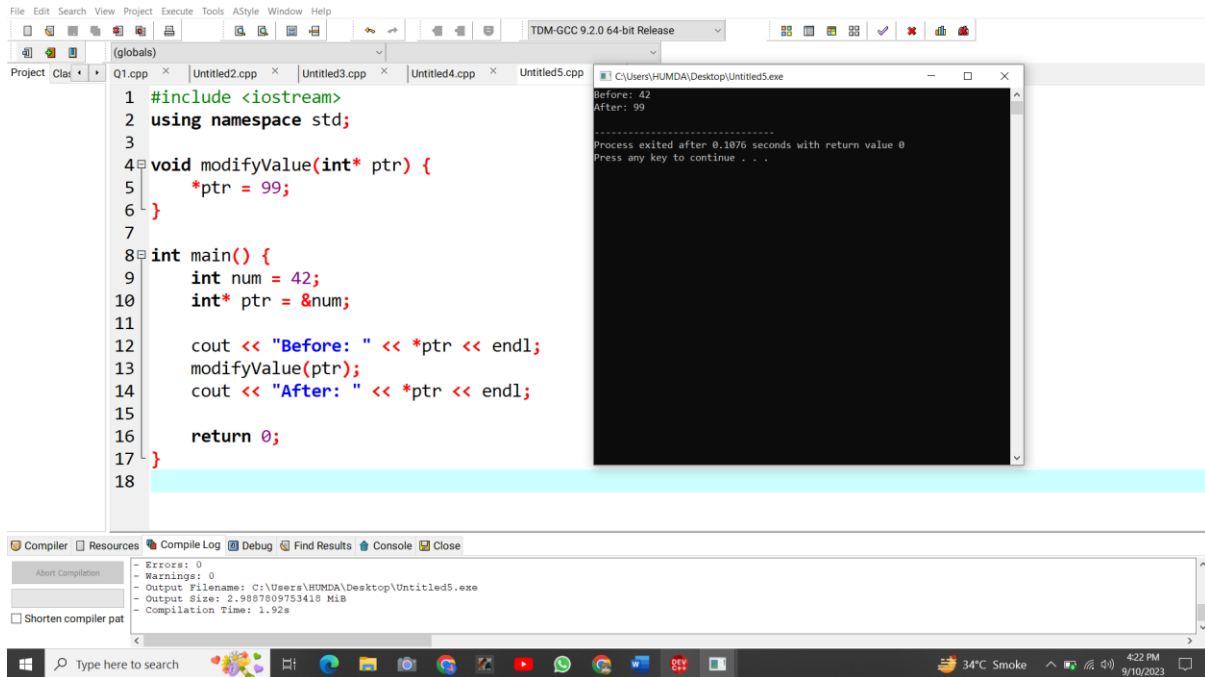 File Edit Search View Project Execute Tools AStyle Window Help
TDM-GCC 9.2.0 64-bit Release
(globals)
Project Clas Q1.cpp Untitled2.cpp Untitled3.cpp Untitled4.cpp Untitled5.cpp
1 #include <iostream>
2 using namespace std;
3
4 void modifyValue(int* ptr) {
5 *ptr = 99;
6 }
7
8 int main() {
9 int num = 42;
10 int* ptr = &num;
11
12 cout << "Before: " << *ptr << endl;
13 modifyValue(ptr);
14 cout << "After: " << *ptr << endl;
15
16 return 0;
17 }
18
C:\Users\HUMDA\Desktop\Untitled5.exe
Before: 42
After: 99
--------------------------------
Process exited after 0.1076 seconds with return value 0
Press any key to continue . . .
Compiler Resources Compile Log Debug Find Results Console Close
Abort Compilation
Shorten compiler pat
- Errors: 0
- Warnings: 0
- Output Filename: C:\Users\HUMDA\Desktop\Untitled5.exe
- Output Size: 2.9887809753418 MiB
- Compilation Time: 1.92s
Type here to search
DEV C++
34°C Smoke
4:22 PM
9/10/2023